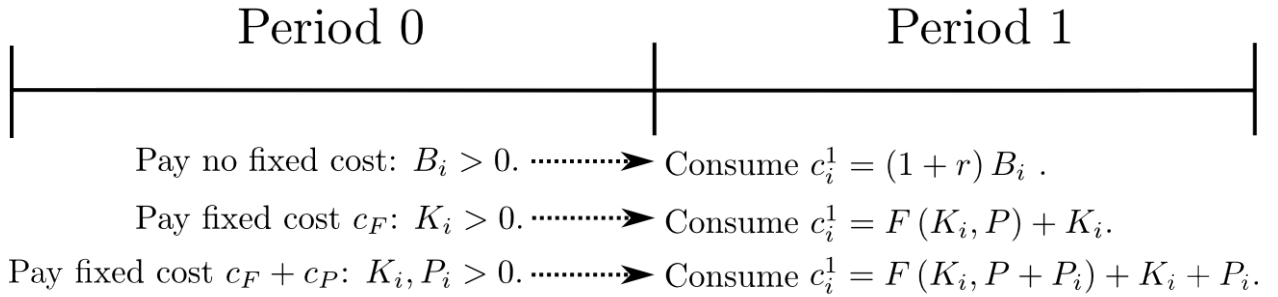 Period 0 Period 1
Pay no fixed cost: $B_i > 0.$ Consume $c_i^1 = (1 + r) B_i$ .
Pay fixed cost $c_F$: $K_i > 0.$ Consume $c_i^1 = F(K_i, P) + K_i.$
Pay fixed cost $c_F + c_P$: $K_i, P_i > 0.$ Consume $c_i^1 = F(K_i, P + P_i) + K_i + P_i.$